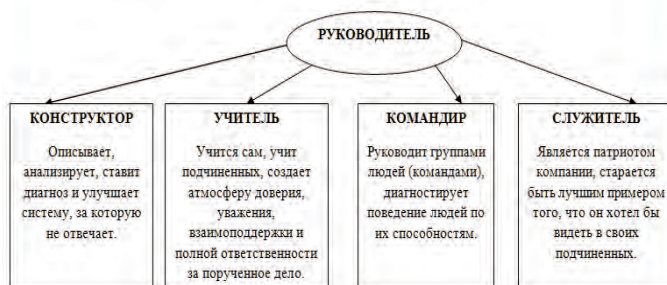 РУКОВОДИТЕЛЬ
КОНСТРУКТОР
Описывает,
анализирует, ставит
диагноз и улучшает
систему, за которую
не отвечает.
УЧИТЕЛЬ
Учится сам, учит
подчиненных, создает
атмосферу доверия,
уважения,
взаимоподдержки и
полной ответственности
за порученное дело.
КОМАНДИР
Руководит группами
людей (командами),
диагностирует
поведение людей по
их способностям.
СЛУЖИТЕЛЬ
Является патриотом
компании, старается
быть лучшим примером
того, что он хотел бы
видеть в своих
подчиненных.